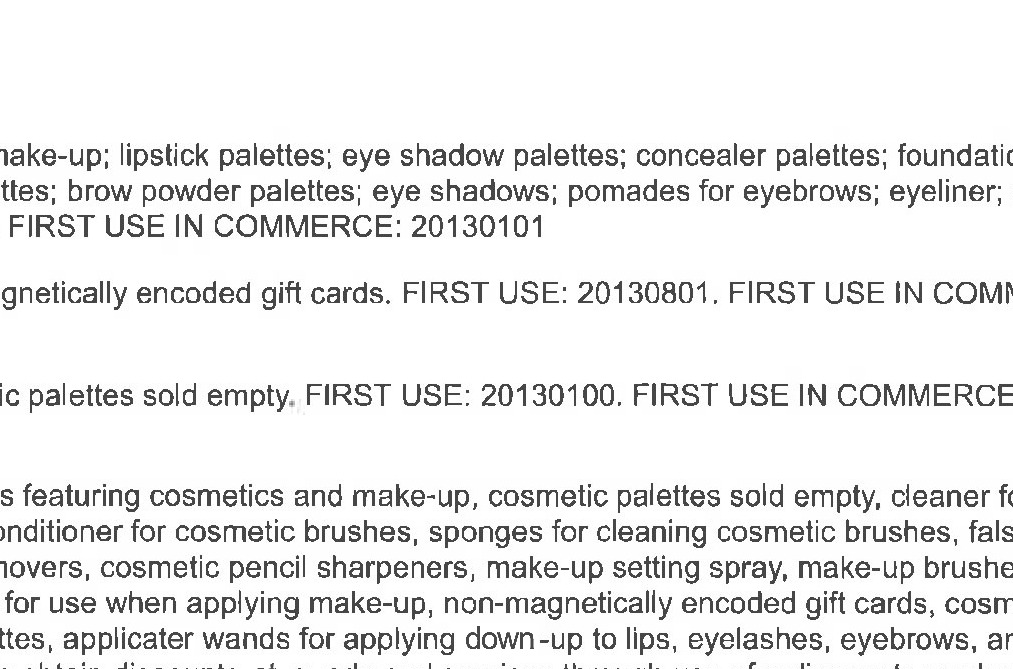 make-up; lipstick palettes; eye shadow palettes; concealer palettes; foundatio
ttes; brow powder palettes; eye shadows; pomades for eyebrows; eyeliner;
FIRST USE IN COMMERCE: 20130101
gnetically encoded gift cards. FIRST USE: 20130801. FIRST USE IN COMM
ic palettes sold empty. FIRST USE: 20130100. FIRST USE IN COMMERCE
s featuring cosmetics and make-up, cosmetic palettes sold empty, cleaner fo
onditioner for cosmetic brushes, sponges for cleaning cosmetic brushes, fals
novers, cosmetic pencil sharpeners, make-up setting spray, make-up brushe
for use when applying make-up, non-magnetically encoded gift cards, cosm
ttes, applicater wands for applying down-up to lips, eyelashes, eyebrows, an